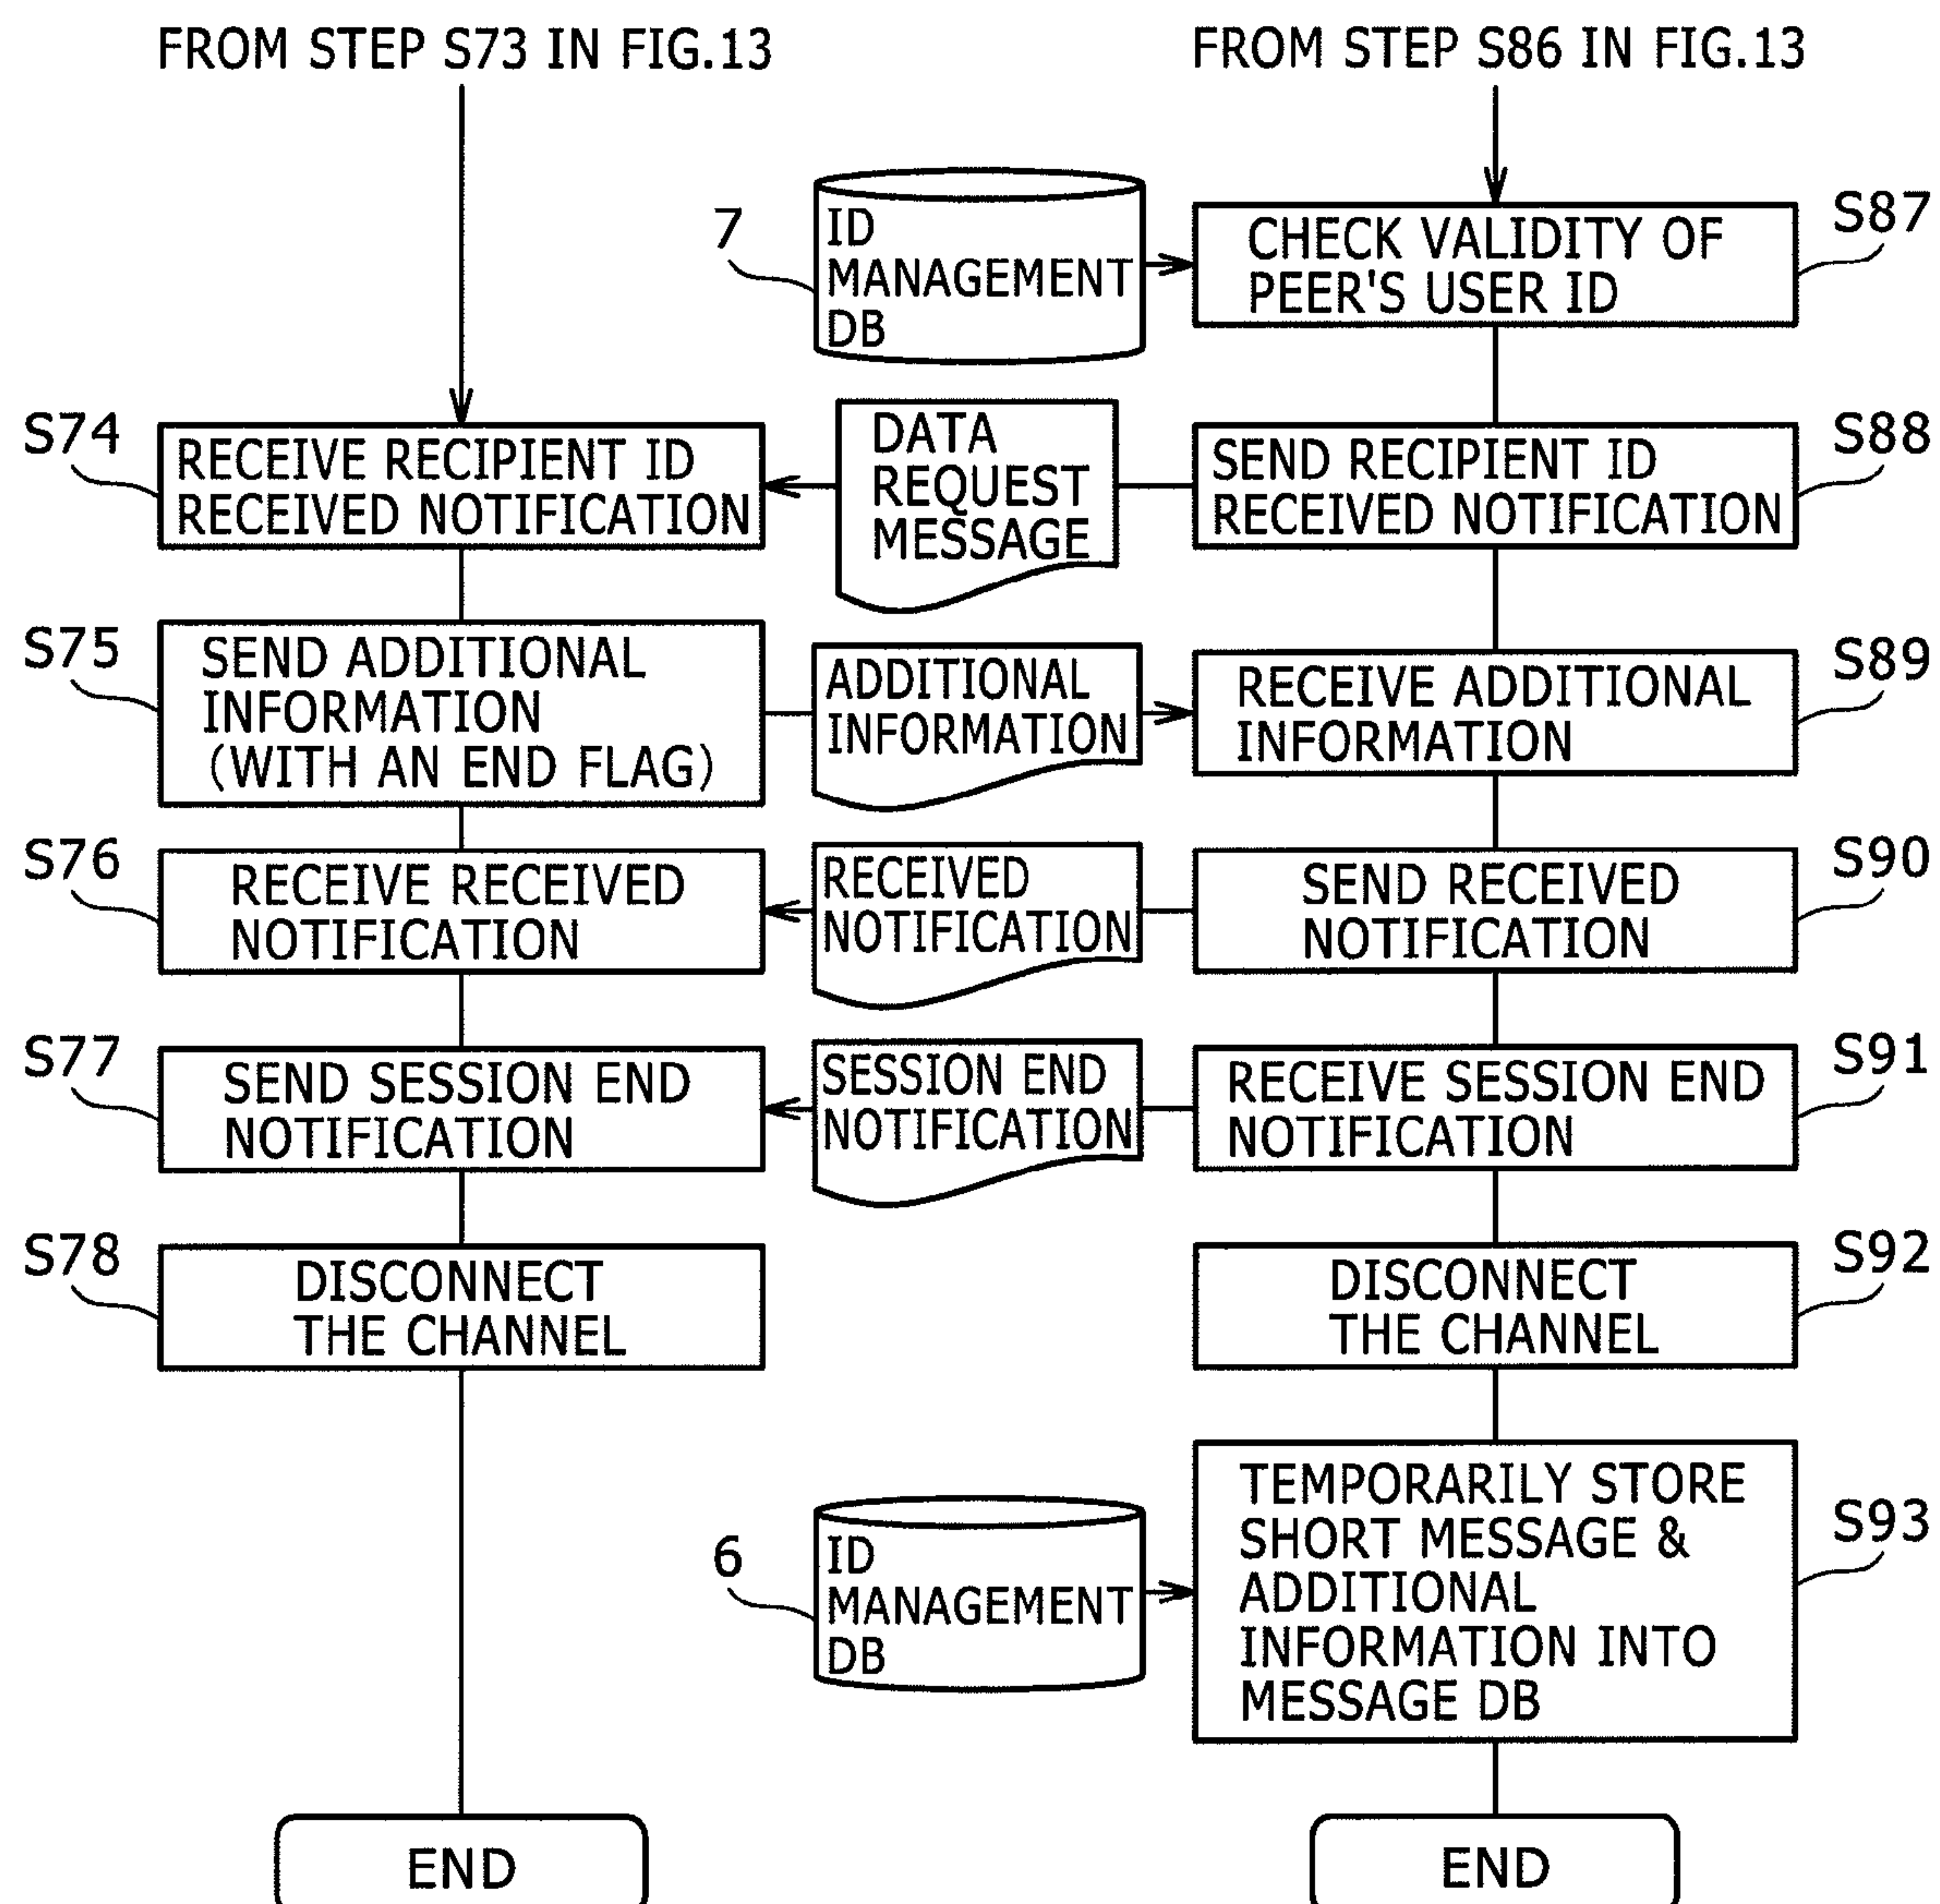 FROM STEP S73 IN FIG.13
FROM STEP S86 IN FIG.13
7
ID
MANAGEMENT
DB
CHECK VALIDITY OF
PEER'S USER ID
S87
S74
RECEIVE RECIPIENT ID
RECEIVED NOTIFICATION
DATA
REQUEST
MESSAGE
SEND RECIPIENT ID
RECEIVED NOTIFICATION
S88
S75
SEND ADDITIONAL
INFORMATION
(WITH AN END FLAG)
ADDITIONAL
INFORMATION
RECEIVE ADDITIONAL
INFORMATION
S89
S76
RECEIVE RECEIVED
NOTIFICATION
RECEIVED
NOTIFICATION
SEND RECEIVED
NOTIFICATION
S90
S77
SEND SESSION END
NOTIFICATION
SESSION END
NOTIFICATION
RECEIVE SESSION END
NOTIFICATION
S91
S78
DISCONNECT
THE CHANNEL
DISCONNECT
THE CHANNEL
S92
6
ID
MANAGEMENT
DB
TEMPORARILY STORE
SHORT MESSAGE &
ADDITIONAL
INFORMATION INTO
MESSAGE DB
S93
END
END